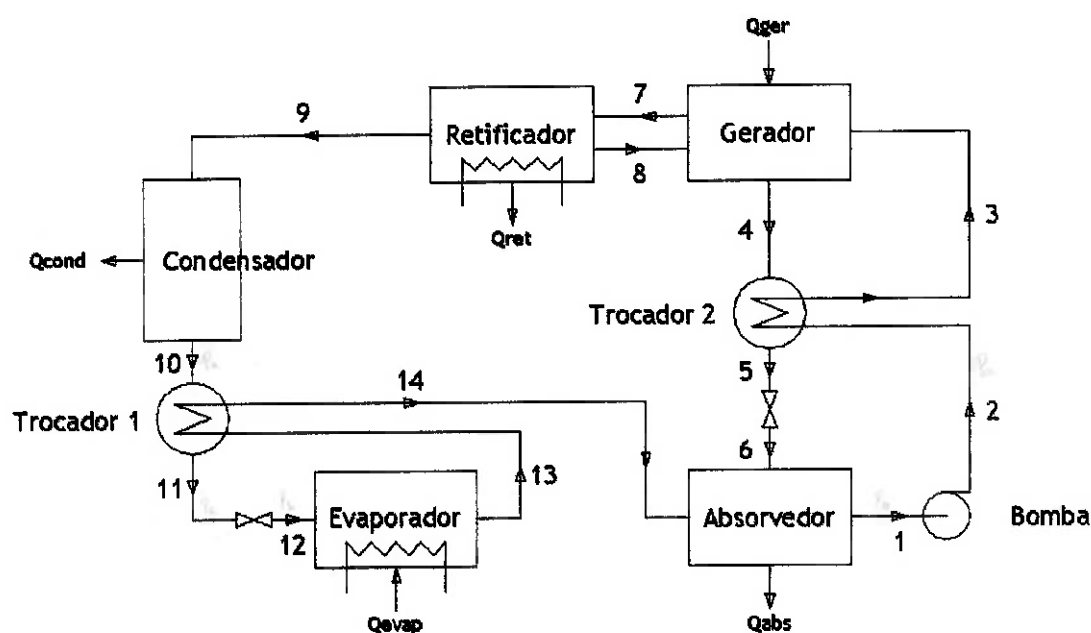 Qger
9
7
Retificador
Gerador
8
3
Qret
4
Qcond
Condensador
Trocador 2
10
14
5
2
Trocador 1
6
11
13
Evaporador
Absorvedor
Bomba
12
1
Qevap
Qabs